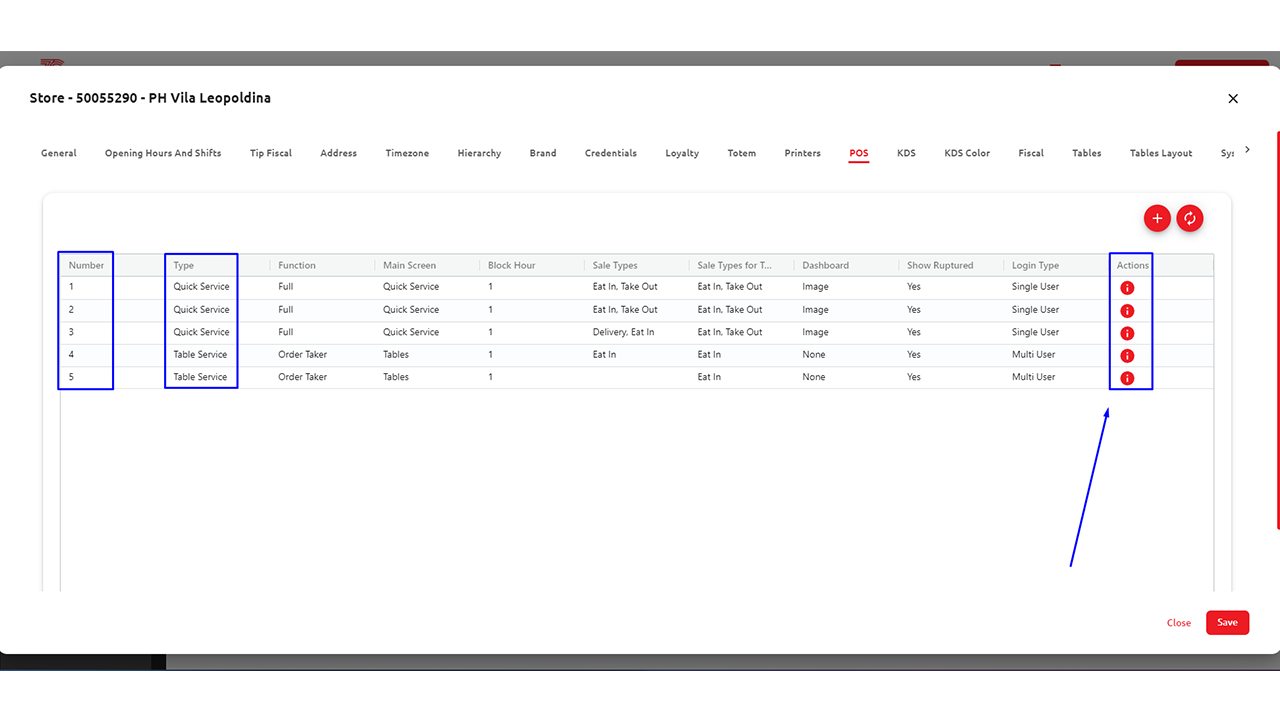 Store - 50055290 - PH Vila Leopoldina
General Opening Hours And Shifts Tip Fiscal Address Timezone Hierarchy Brand Credentials Loyalty Totem Printers POS KDS KDS Color Fiscal Tables Tables Layout
Number Type Function Main Screen Block Hour Sale Types Sale Types for T... Dashboard Show Ruptured Login Type Actions
1 Quick Service Full Quick Service 1 Eat In, Take Out Eat In, Take Out Image Yes Single User
2 Quick Service Full Quick Service 1 Eat In, Take Out Eat In, Take Out Image Yes Single User
3 Quick Service Full Quick Service 1 Delivery, Eat In Eat In, Take Out Image Yes Single User
4 Table Service Order Taker Tables 1 Eat In Eat In None Yes Multi User
5 Table Service Order Taker Tables 1 Eat In None Yes Multi User
Close Save